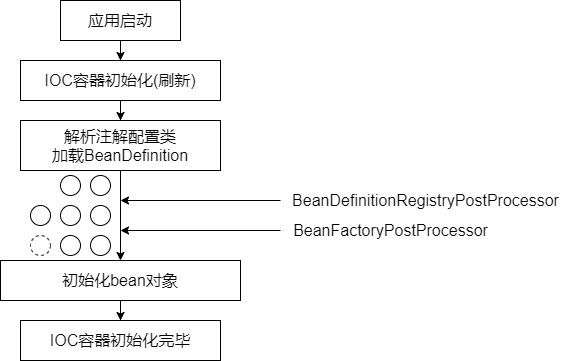 应用启动
IOC容器初始化(刷新)
解析注解配置类
加载BeanDefinition
BeanDefinitionRegistryPostProcessor
BeanFactoryPostProcessor
初始化bean对象
IOC容器初始化完毕